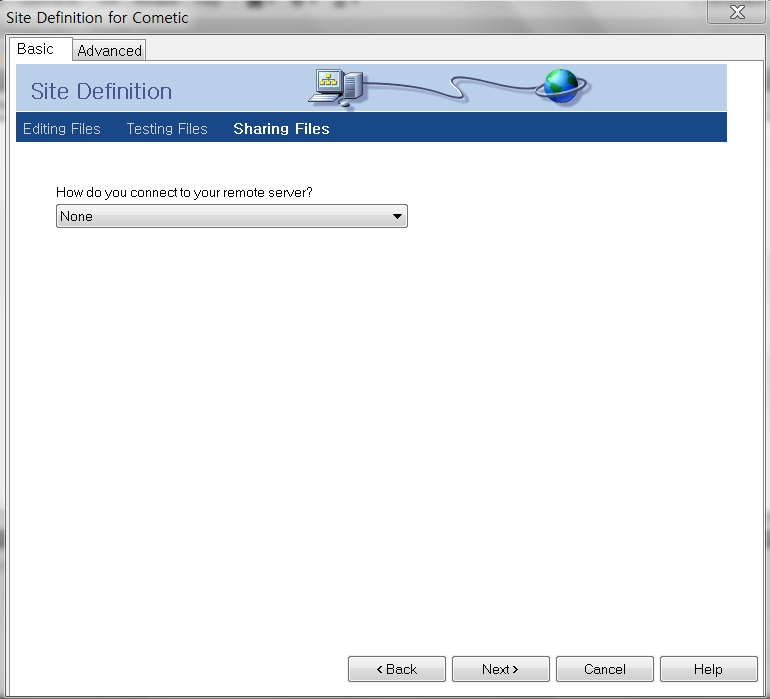 Site Definition for Cometic
Basic Advanced
Site Definition
Editing Files Testing Files Sharing Files
How do you connect to your remote server?
None
< Back Next > Cancel Help